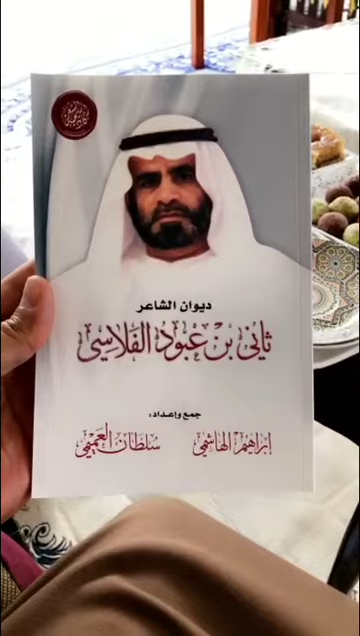 ديوان الشاعر
ثاني بن عبود الفلاسي
جمع وإعداد:
إبراهيم الهاشمي سلطان العميمي